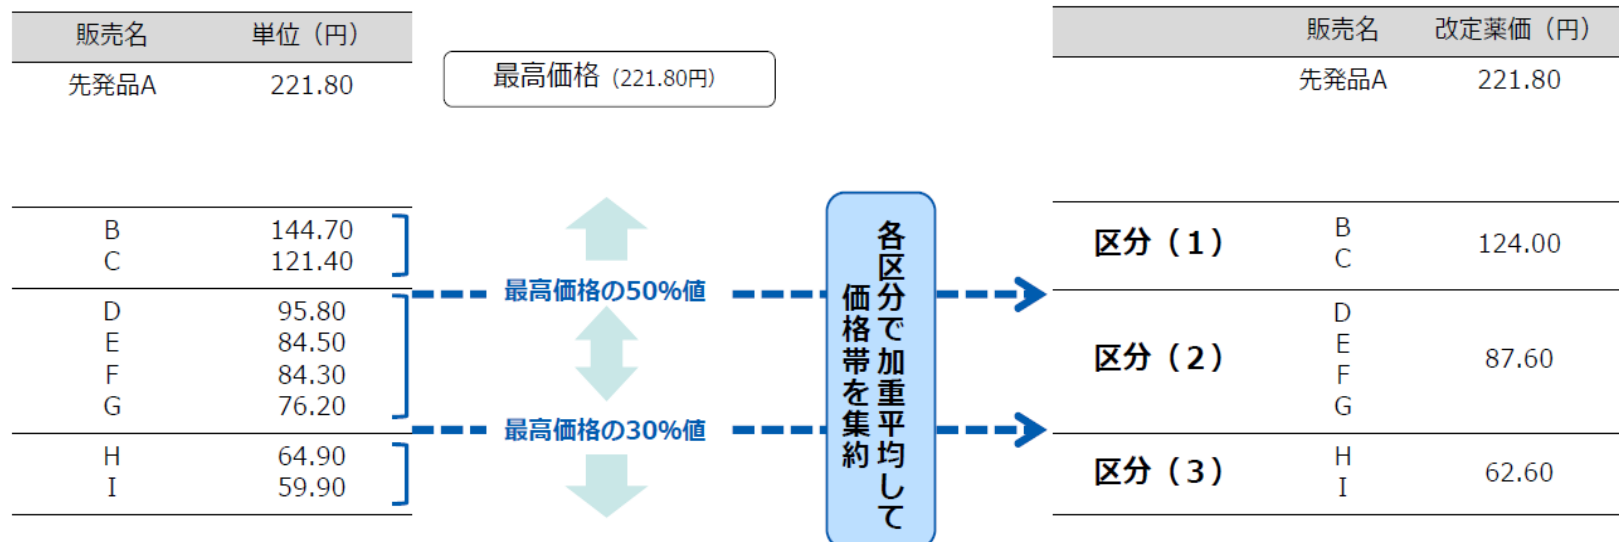 販売名 単位（円）
先発品A 221.80
B 144.70
C 121.40
D 95.80
E 84.50
F 84.30
G 76.20
H 64.90
I 59.90
最高価格（221.80円）
最高価格の50%値
最高価格の30%値
各区分で加重平均して
価格帯を集約
販売名 改定薬価（円）
先発品A 221.80
区分（1） B C 124.00
区分（2） D E F G 87.60
区分（3） H I 62.60